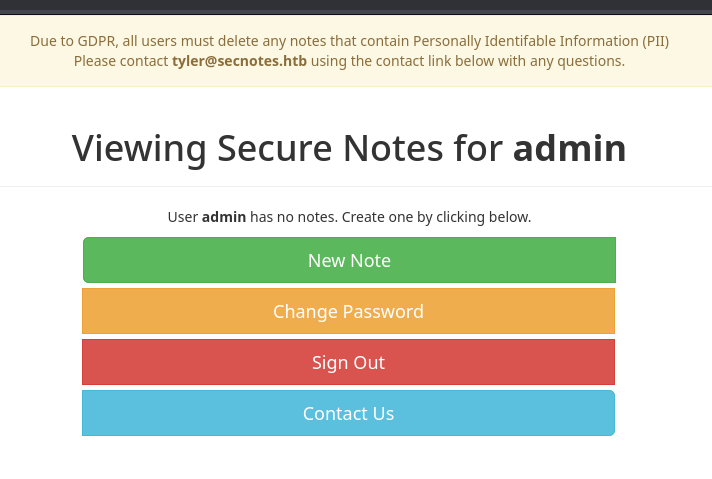 Due to GDPR, all users must delete any notes that contain Personally Identifable Information (PII)
Please contact tyler@secnotes.htb using the contact link below with any questions.
Viewing Secure Notes for admin
User admin has no notes. Create one by clicking below.
New Note
Change Password
Sign Out
Contact Us